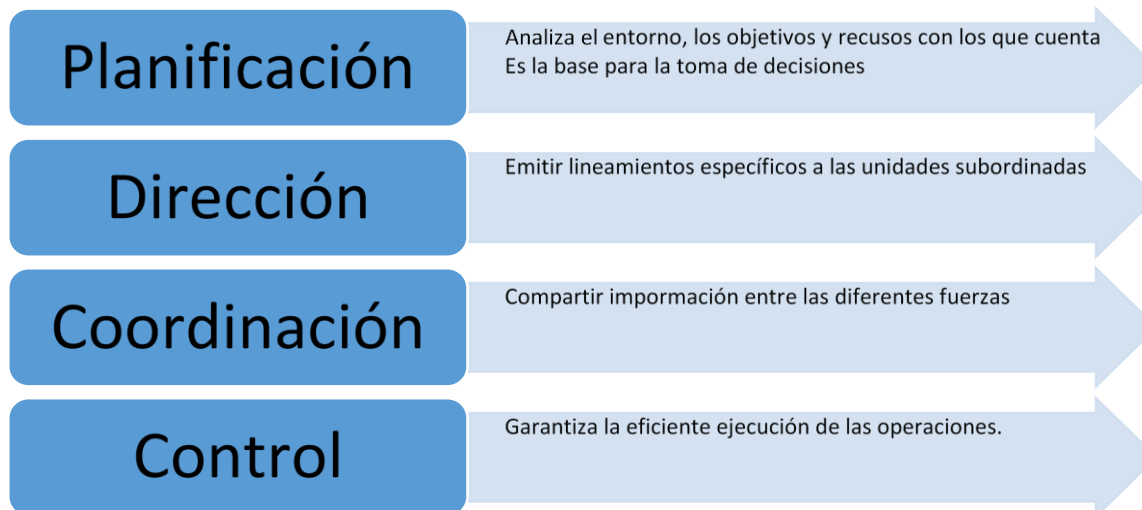 Planificación
Analiza el entorno, los objetivos y recusos con los que cuenta
Es la base para la toma de decisiones
Dirección
Emitir lineamientos específicos a las unidades subordinadas
Coordinación
Compartir impormación entre las diferentes fuerzas
Control
Garantiza la eficiente ejecución de las operaciones.